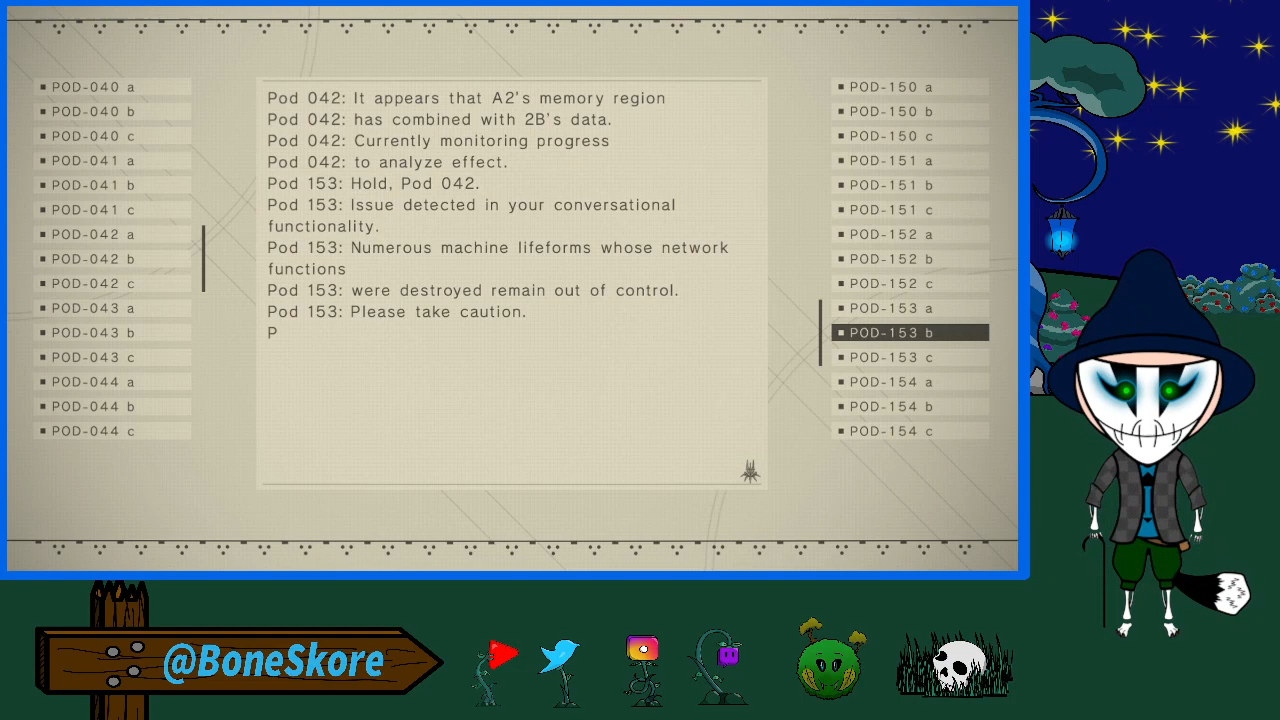 POD-040 a
POD-040 b
POD-040 c
POD-041 a
POD-041 b
POD-041 c
POD-042 a
POD-042 b
POD-042 c
POD-043 a
POD-043 b
POD-043 c
POD-044 a
POD-044 b
POD-044 c
Pod 042: It appears that A2's memory region
Pod 042: has combined with 2B's data.
Pod 042: Currently monitoring progress
Pod 042: to analyze effect.
Pod 153: Hold, Pod 042.
Pod 153: Issue detected in your conversational
functionality.
Pod 153: Numerous machine lifeforms whose network
functions
Pod 153: were destroyed remain out of control.
Pod 153: Please take caution.
P
POD-150 a
POD-150 b
POD-150 c
POD-151 a
POD-151 b
POD-151 c
POD-152 a
POD-152 b
POD-152 c
POD-153 a
POD-153 b
POD-153 c
POD-154 a
POD-154 b
POD-154 c
@BoneSkore